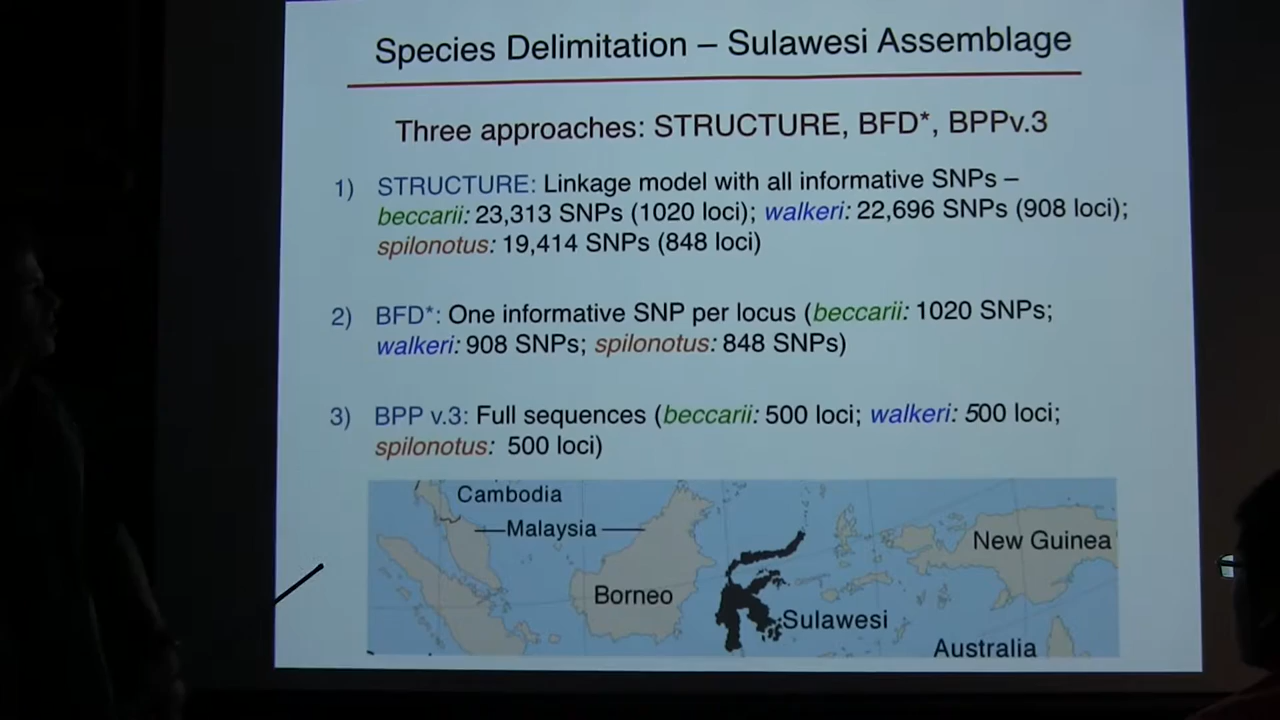 Species Delimitation – Sulawesi Assemblage
Three approaches: STRUCTURE, BFD*, BPPv.3
1) STRUCTURE: Linkage model with all informative SNPs –
beccarii: 23,313 SNPs (1020 loci); walkeri: 22,696 SNPs (908 loci);
spilonotus: 19,414 SNPs (848 loci)
2) BFD*: One informative SNP per locus (beccarii: 1020 SNPs;
walkeri: 908 SNPs; spilonotus: 848 SNPs)
3) BPP v.3: Full sequences (beccarii: 500 loci; walkeri: 500 loci;
spilonotus: 500 loci)
Cambodia
Malaysia
New Guinea
Borneo
Sulawesi
Australia